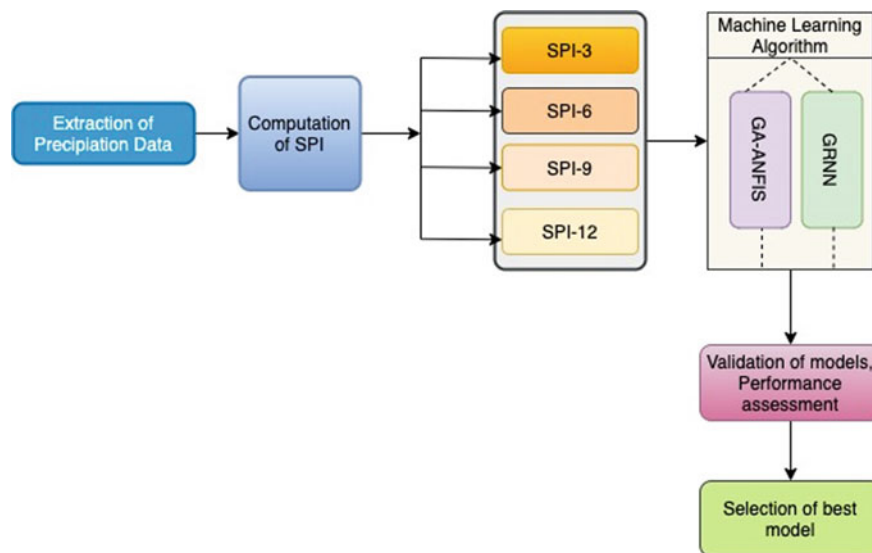 Extraction of
Precipiation Data
Computation
of SPI
SPI-3
SPI-6
SPI-9
SPI-12
Machine Learning
Algorithm
GA-ANFIS
GRNN
Validation of models,
Performance
assessment
Selection of best
model